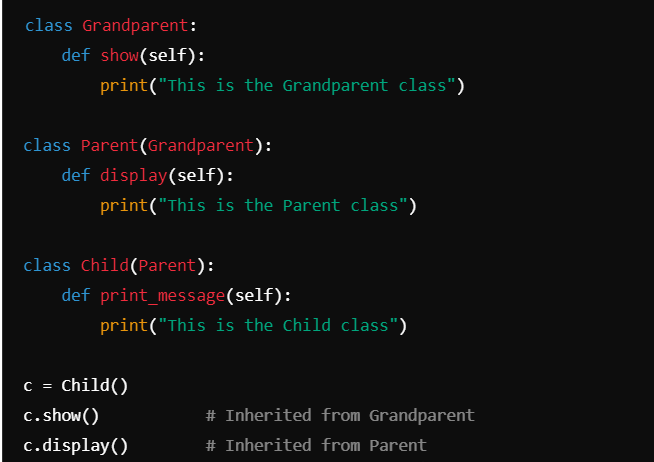 class Grandparent:
    def show(self):
        print("This is the Grandparent class")

class Parent(Grandparent):
    def display(self):
        print("This is the Parent class")

class Child(Parent):
    def print_message(self):
        print("This is the Child class")

c = Child()
c.show()           # Inherited from Grandparent
c.display()        # Inherited from Parent